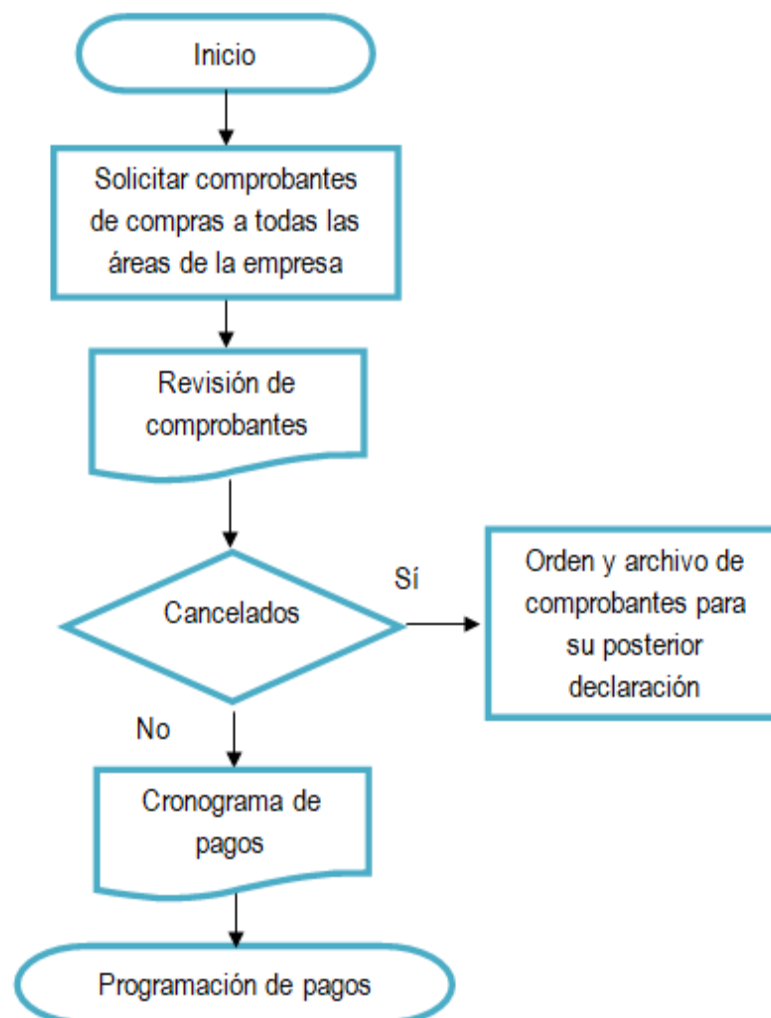 Inicio
Solicitar comprobantes
de compras a todas las
áreas de la empresa
Revisión de
comprobantes
Cancelados
Sí
Orden y archivo de
comprobantes para
su posterior
declaración
No
Cronograma de
pagos
Programación de pagos